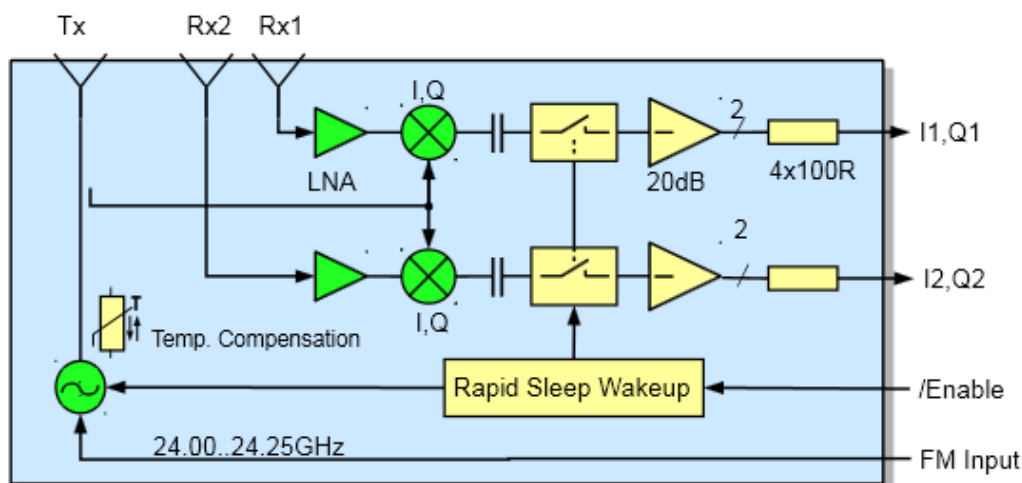 Tx Rx2 Rx1
I,Q
2
I1,Q1
LNA
20dB
4x100R
2
I2,Q2
I,Q
T
Temp. Compensation
Rapid Sleep Wakeup
/Enable
24.00..24.25GHz
FM Input